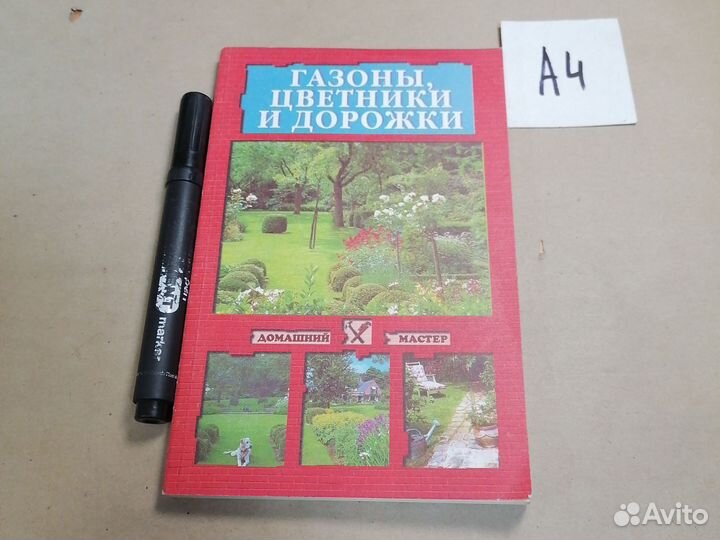 ГАЗОНЫ,
ЦВЕТНИКИ
И ДОРОЖКИ
А4
ДОМАШНИЙ МАСТЕР
marker
Avito